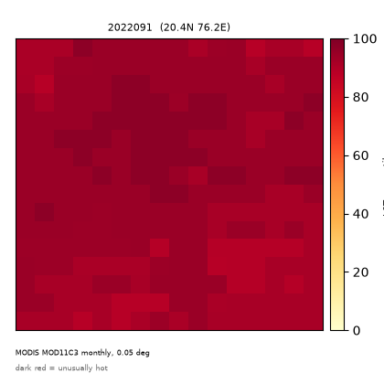 2022091 (20.4N 76.2E)
100
80
60
40
20
0
MODIS MOD11C3 monthly, 0.05 deg
dark red = unusually hot